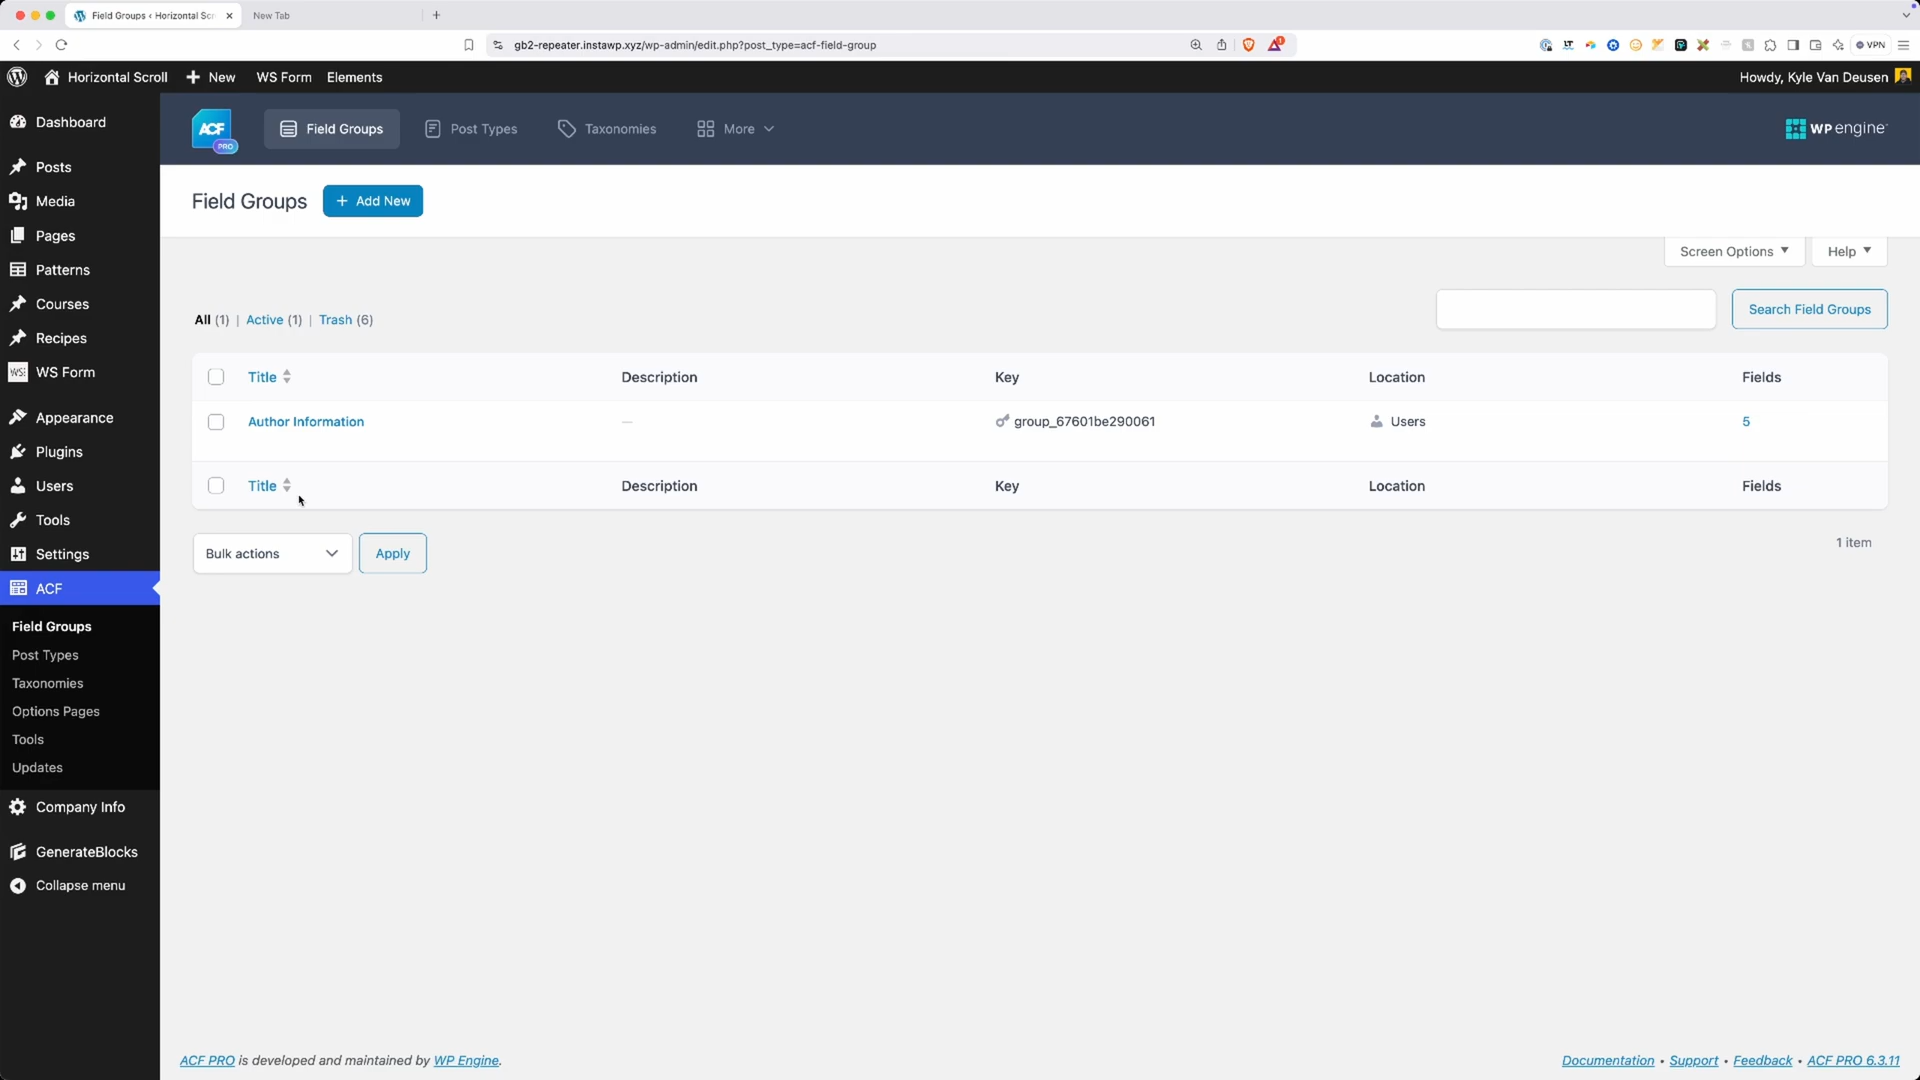 Field Groups ‹ Horizontal Scr
New Tab
gb2-repeater.instawp.xyz/wp-admin/edit.php?post_type=acf-field-group
VPN
Horizontal Scroll
New
WS Form
Elements
Howdy, Kyle Van Deusen
Dashboard
Posts
Media
Pages
Patterns
Courses
Recipes
WS Form
Appearance
Plugins
Users
Tools
Settings
ACF
Field Groups
Post Types
Taxonomies
Options Pages
Tools
Updates
Company Info
GenerateBlocks
Collapse menu
ACF
PRO
Field Groups
Post Types
Taxonomies
More
WP engine
Field Groups
+ Add New
Screen Options
Help
All (1) | Active (1) | Trash (6)
Search Field Groups
Title Description Key Location Fields
Author Information — group_67601be290061 Users 5
Title Description Key Location Fields
Bulk actions
Apply
1 item
ACF PRO is developed and maintained by WP Engine.
Documentation • Support • Feedback • ACF PRO 6.3.11